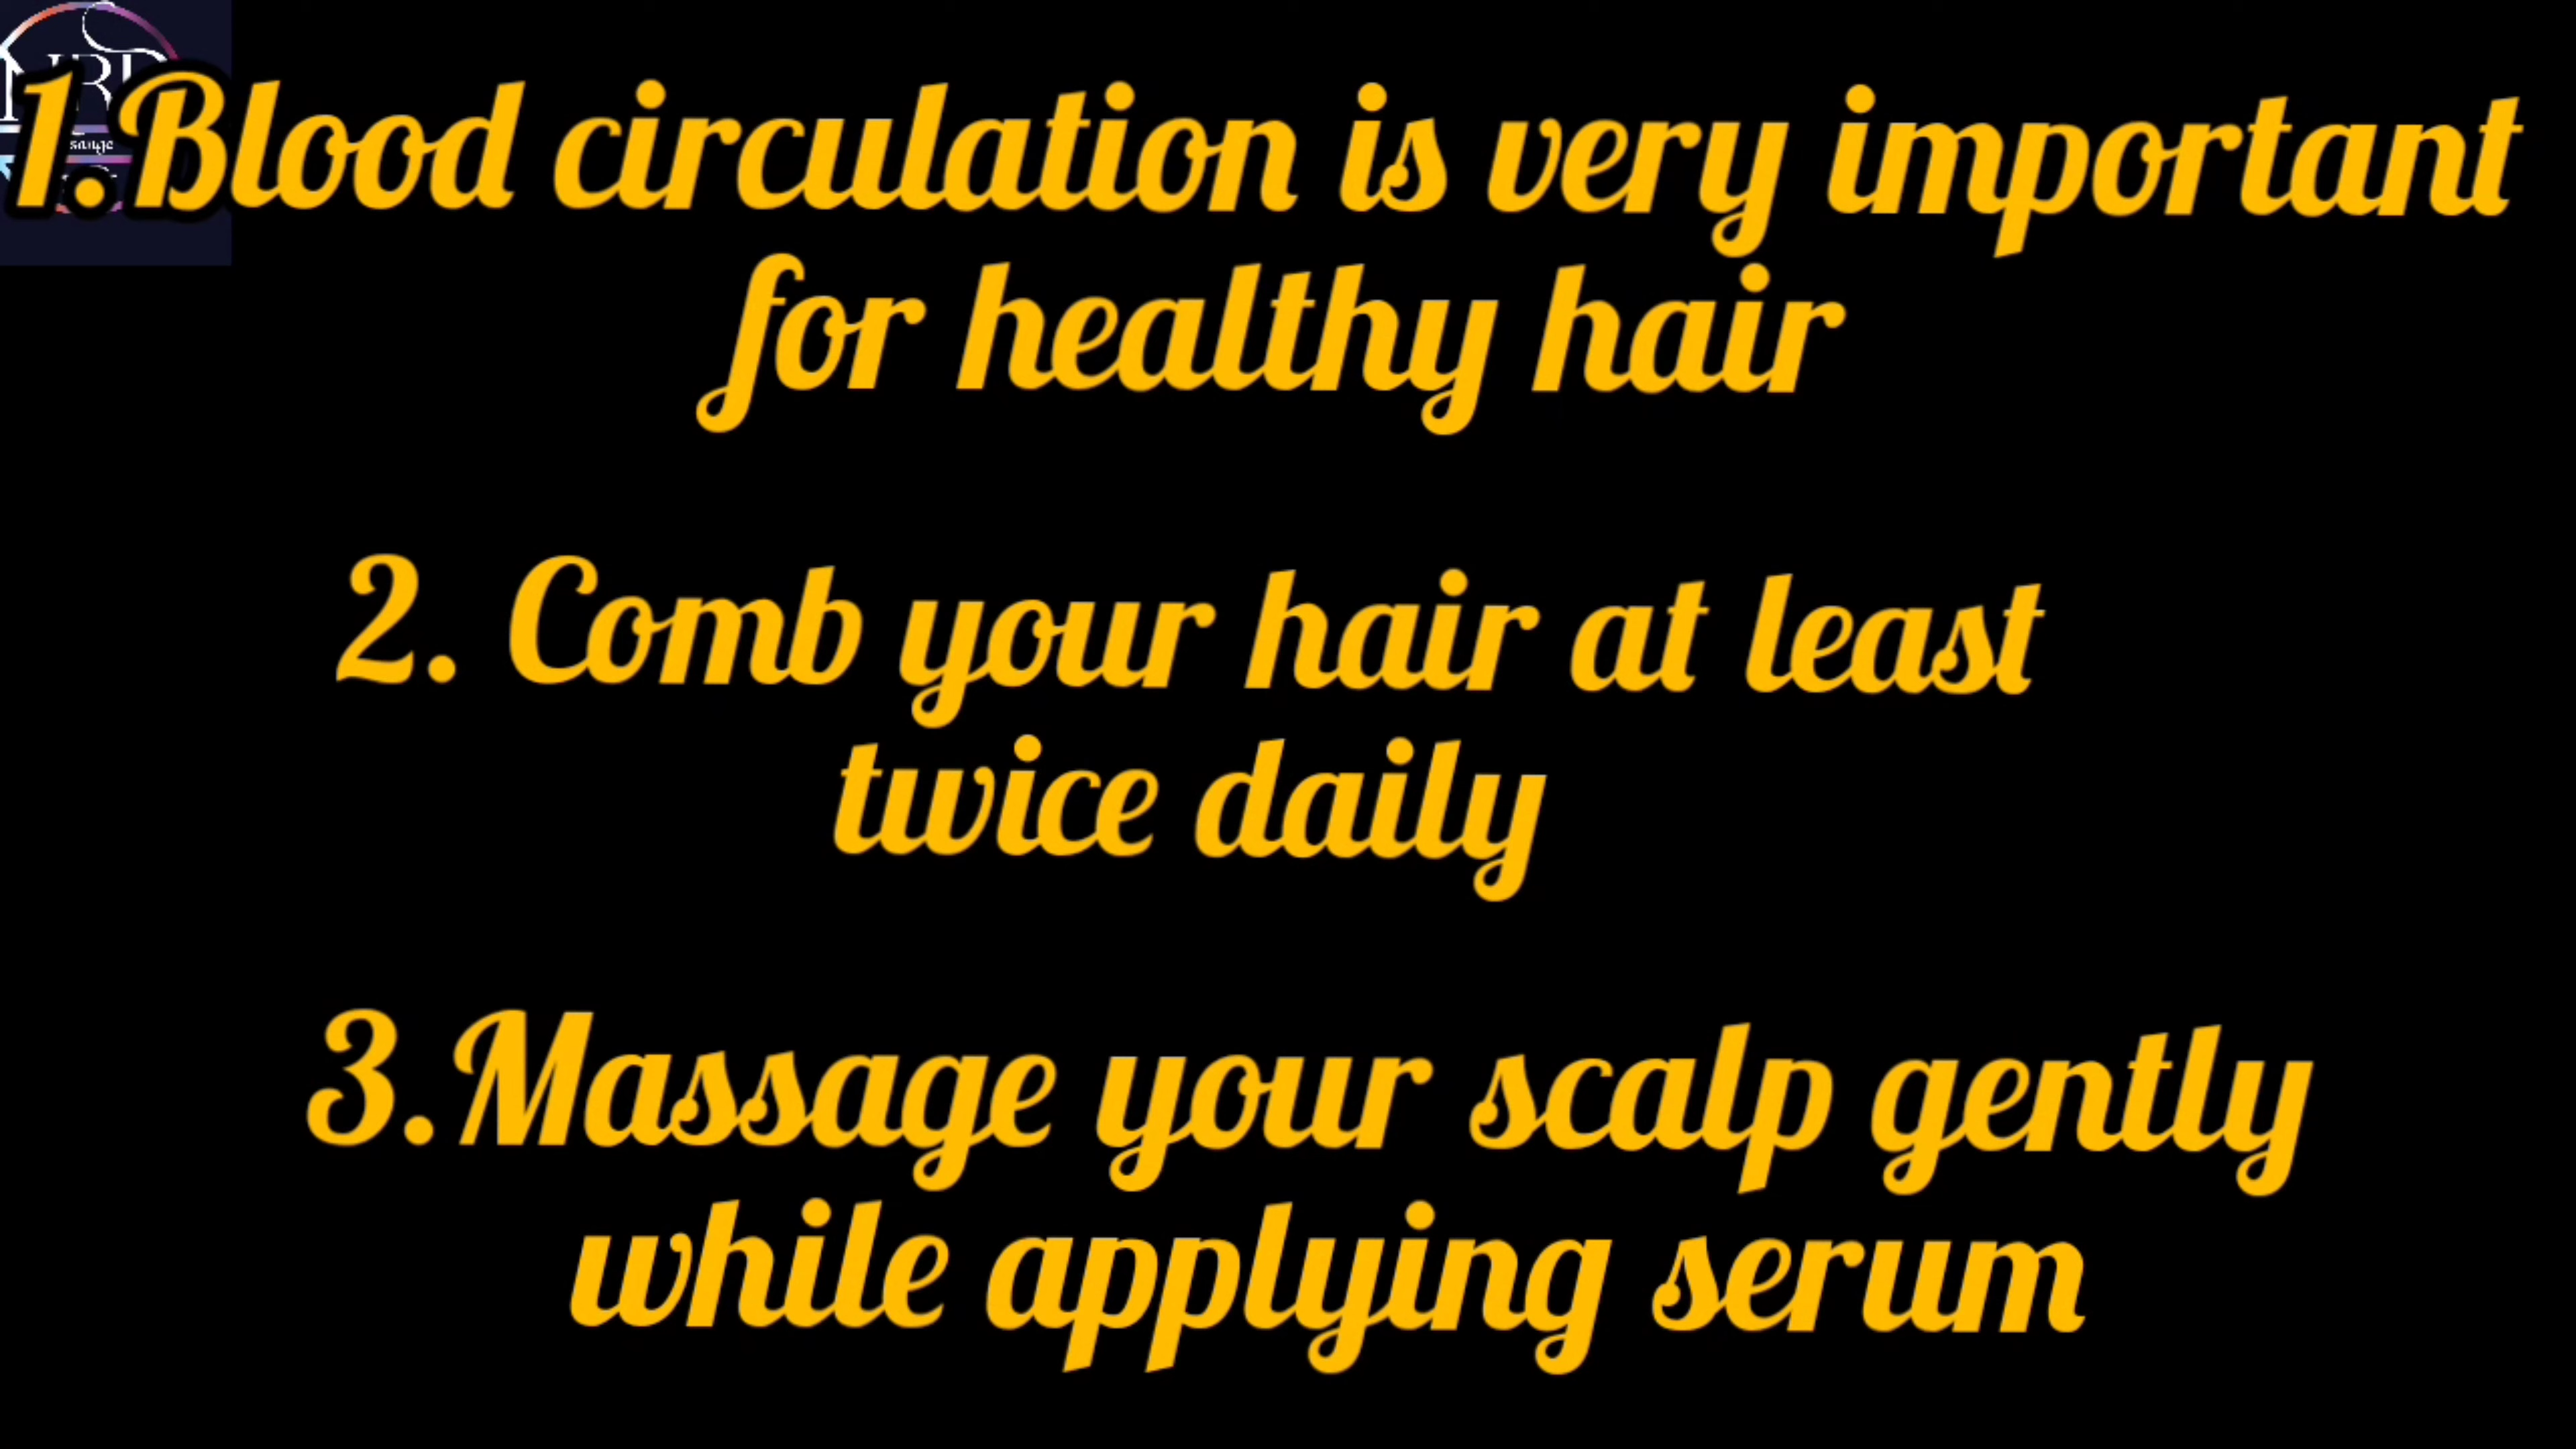 1.Blood circulation is very important
for healthy hair
2. Comb your hair at least
twice daily
3.Massage your scalp gently
while applying serum